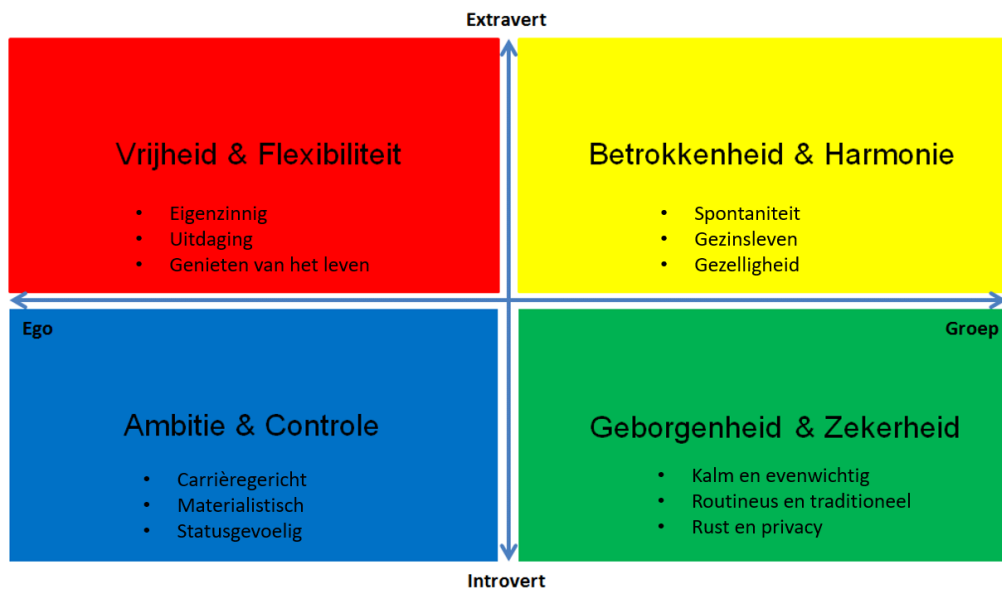 Extravert
Vrijheid & Flexibiliteit
• Eigenzinnig
• Uitdaging
• Genieten van het leven
Betrokkenheid & Harmonie
• Spontaniteit
• Gezinsleven
• Gezelligheid
Ego
Groep
Ambitie & Controle
• Carrièregericht
• Materialistisch
• Statusgevoelig
Geborgenheid & Zekerheid
• Kalm en evenwichtig
• Routineus en traditioneel
• Rust en privacy
Introvert